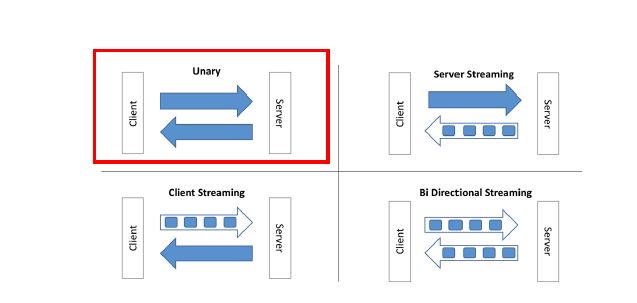 Unary
Client
Server
Server Streaming
Client
Server
Client Streaming
Client
Server
Bi Directional Streaming
Client
Server